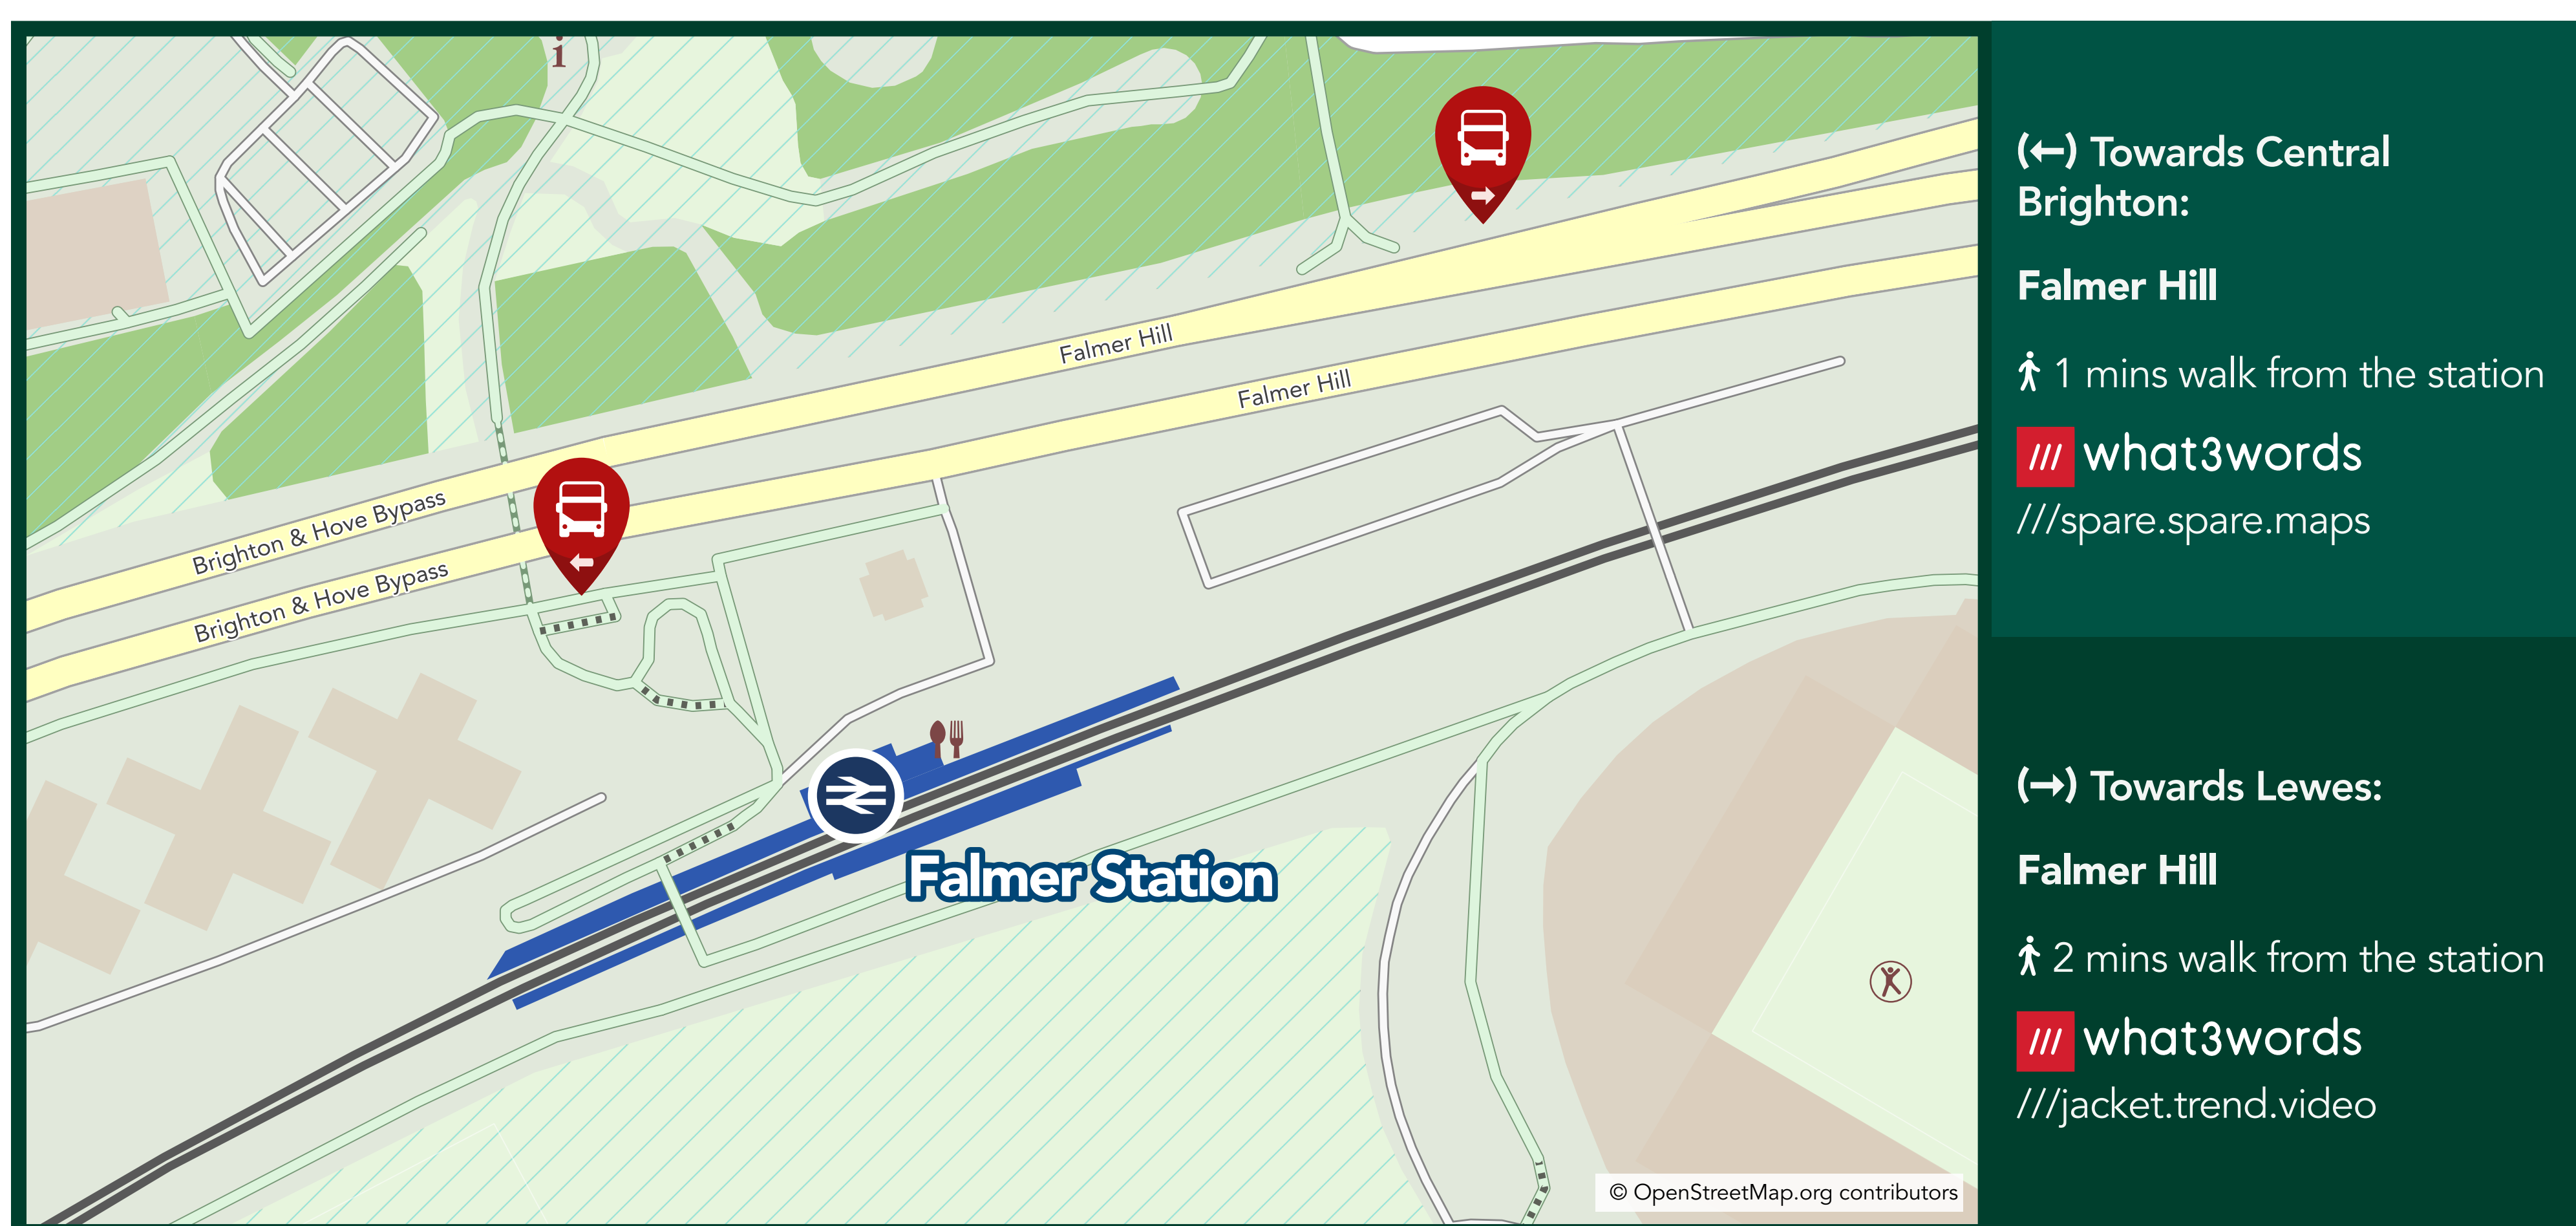 i
Falmer Hill
Falmer Hill
Brighton & Hove Bypass
Brighton & Hove Bypass
Falmer Station
© OpenStreetMap.org contributors
(←) Towards Central
Brighton:
Falmer Hill
1 mins walk from the station
/// what3words
///spare.spare.maps
(→) Towards Lewes:
Falmer Hill
2 mins walk from the station
/// what3words
///jacket.trend.video